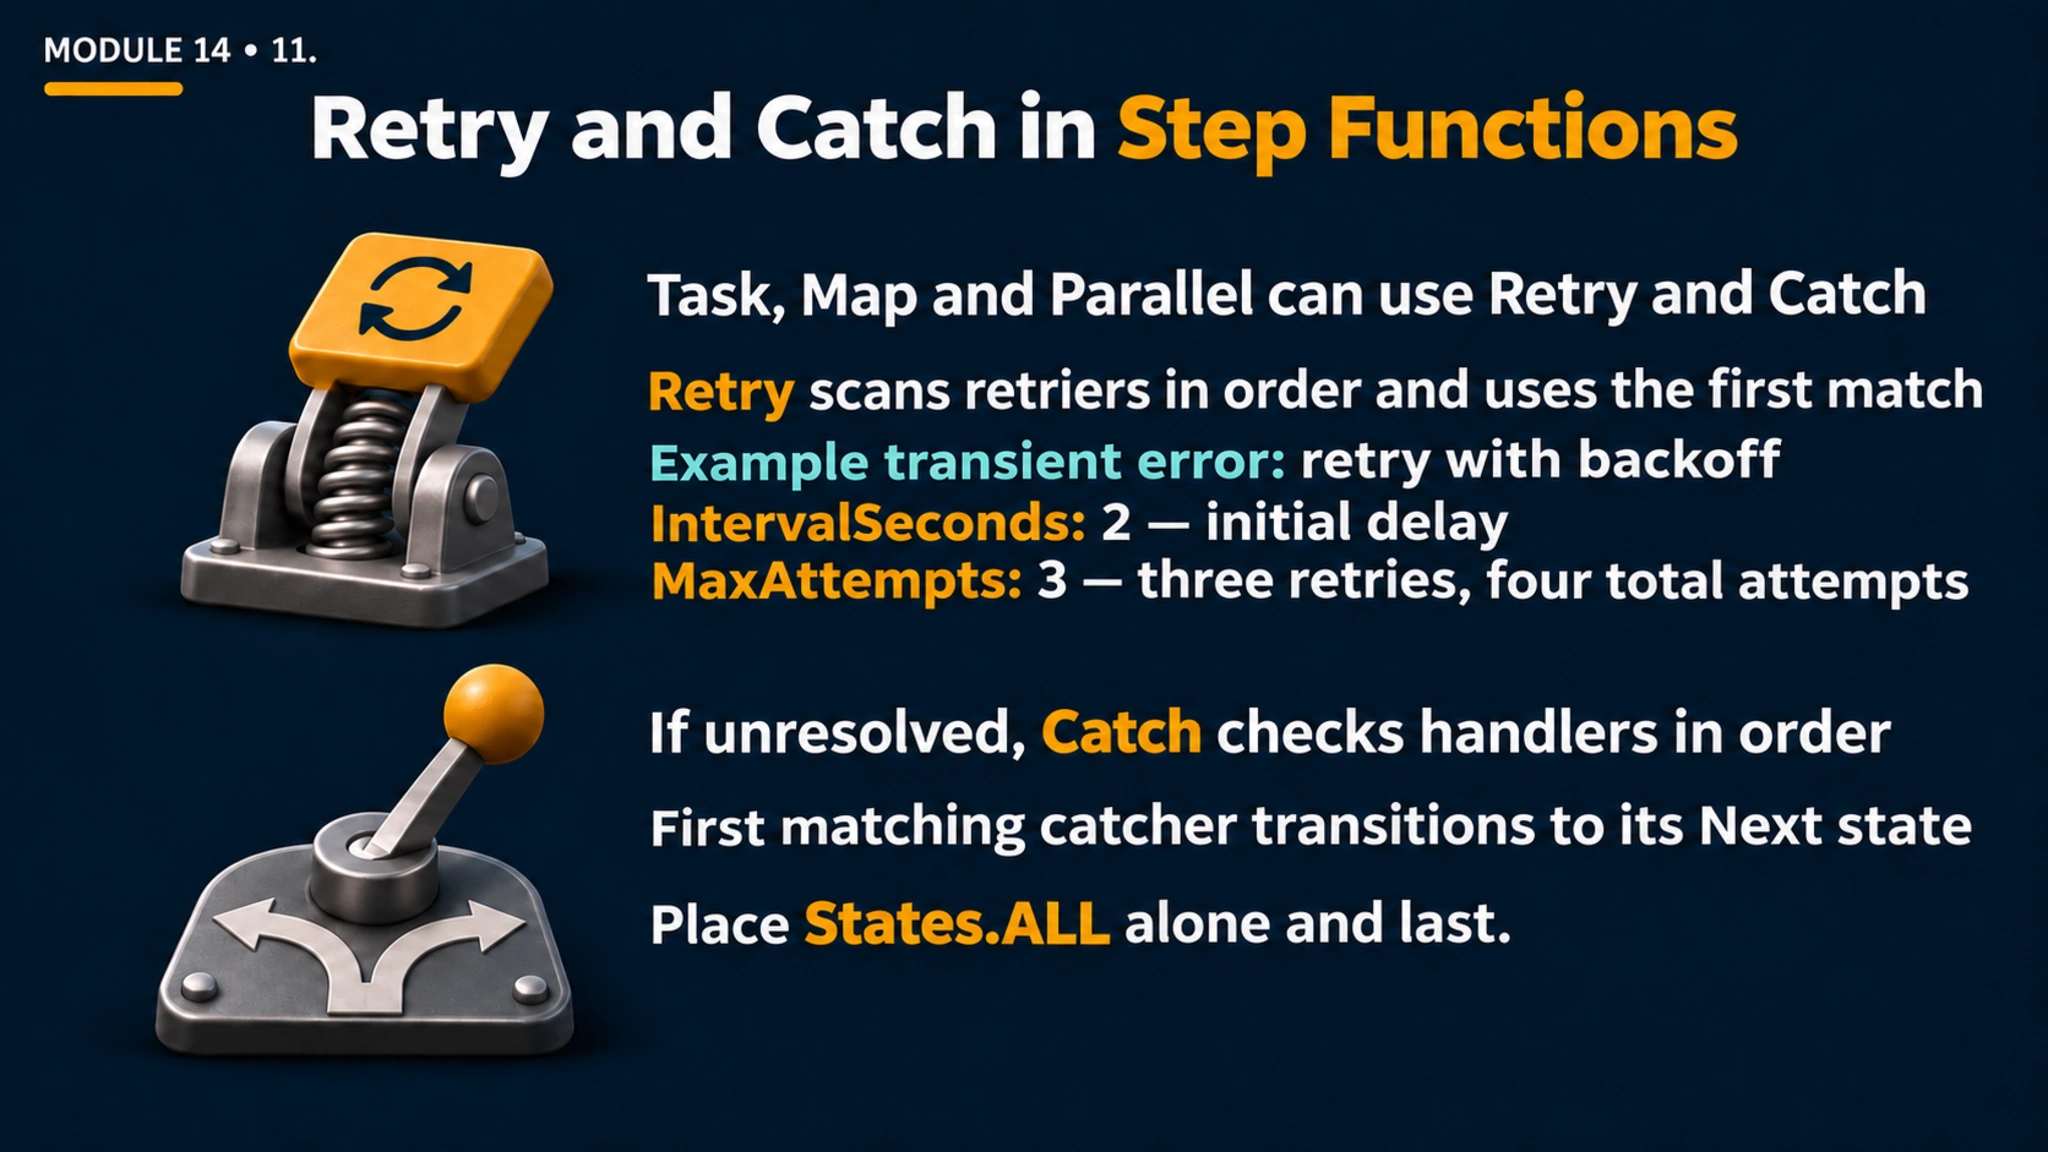 MODULE 14 • 11.
Retry and Catch in Step Functions
Task, Map and Parallel can use Retry and Catch
Retry scans retriers in order and uses the first match
Example transient error: retry with backoff
IntervalSeconds: 2 — initial delay
MaxAttempts: 3 — three retries, four total attempts
If unresolved, Catch checks handlers in order
First matching catcher transitions to its Next state
Place States.ALL alone and last.